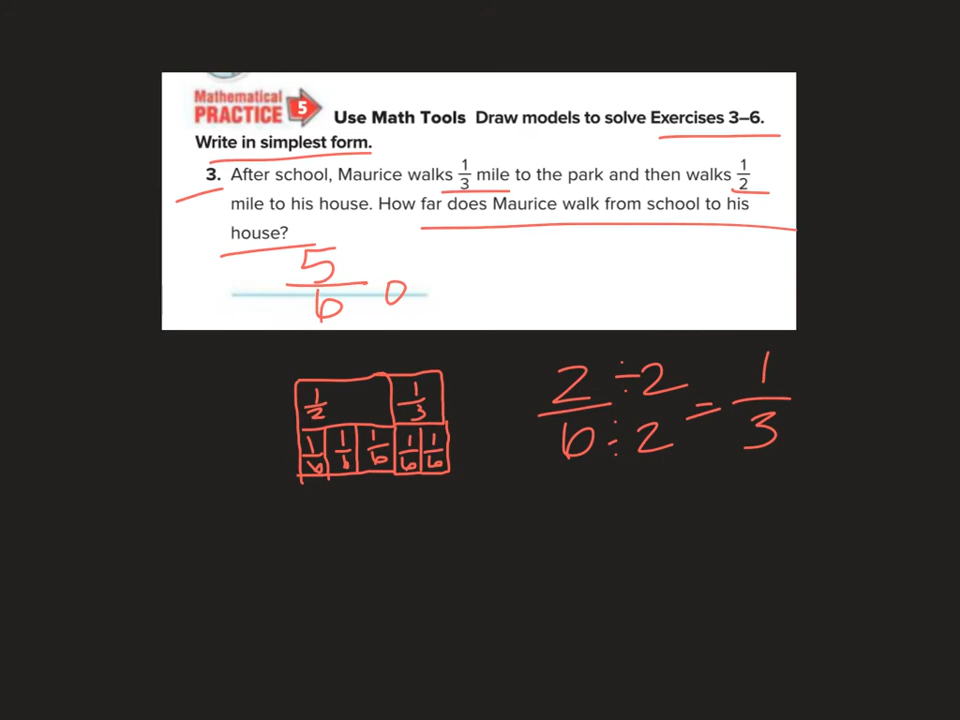 Mathematical
PRACTICE 5
Use Math Tools Draw models to solve Exercises 3–6.
Write in simplest form.
3. After school, Maurice walks 1/3 mile to the park and then walks 1/2
mile to his house. How far does Maurice walk from school to his
house?
5/6 0
1/2 1/3
1/6 1/6 1/6 1/6 1/6
2/6 ÷2/÷2 = 1/3